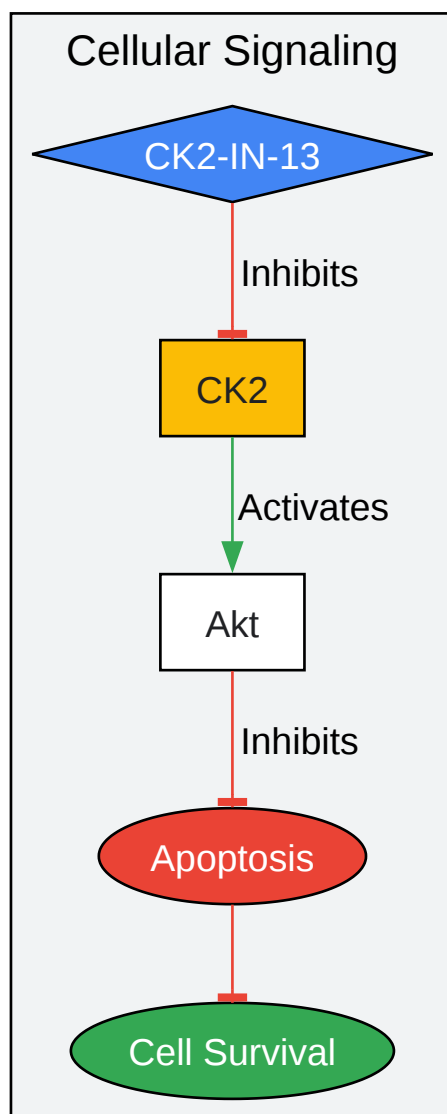 Cellular Signaling
CK2-IN-13
Inhibits
CK2
Activates
Akt
Inhibits
Apoptosis
Cell Survival